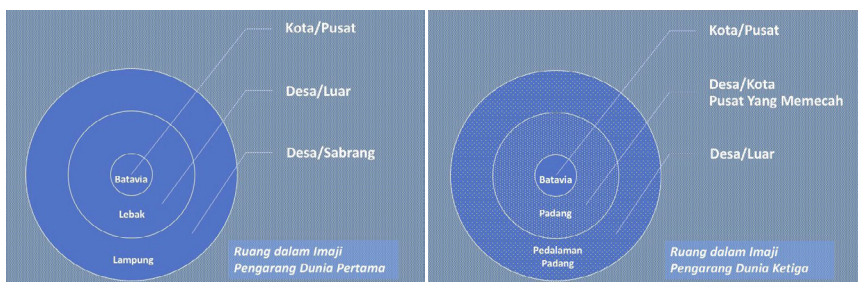 Kota/Pusat
Desa/Luar
Desa/Sabrang
Batavia
Lebak
Lampung
Ruang dalam Imaji
Pengarang Dunia Pertama
Kota/Pusat
Desa/Kota
Pusat Yang Memecah
Desa/Luar
Batavia
Padang
Pedalaman
Padang
Ruang dalam Imaji
Pengarang Dunia Ketiga